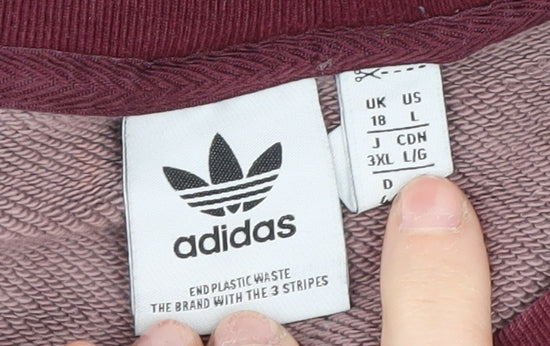 adidas
END PLASTIC WASTE
THE BRAND WITH THE 3 STRIPES
UK US
18 L
J CDN
3XL L/G
D